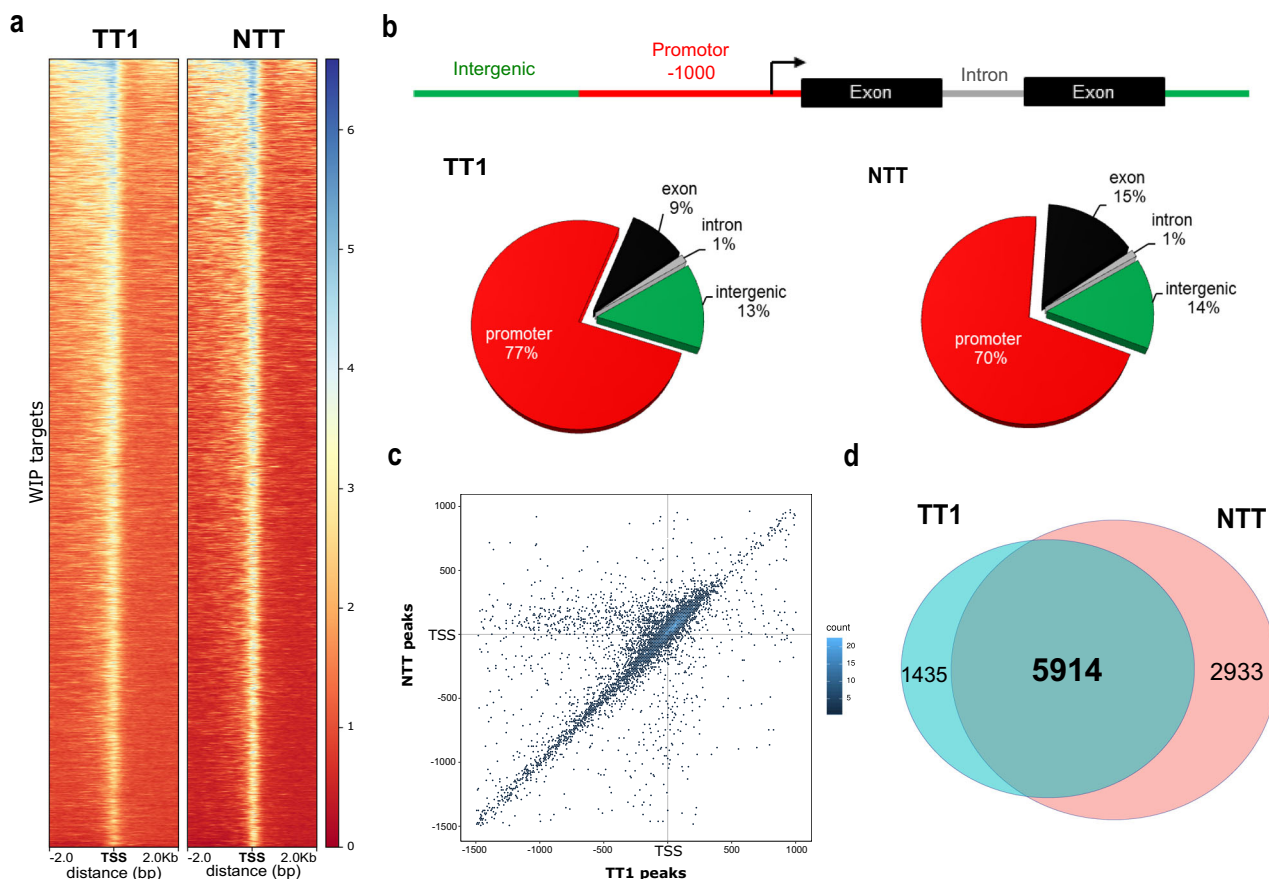 a
TT1
NTT
WIP targets
6
5
4
3
2
1
0
-2.0
TSS
2.0Kb
distance (bp)
-2.0
TSS
2.0Kb
distance (bp)
b
Intergenic
Promotor
-1000
Exon
Intron
Exon
TT1
exon
9%
intron
1%
intergenic
13%
promoter
77%
NTT
exon
15%
intron
1%
intergenic
14%
promoter
70%
c
NTT peaks
1000
500
TSS
-500
-1000
-1500
-1500
-1000
-500
TSS
500
1000
TT1 peaks
count
20
15
10
5
d
TT1
NTT
1435
5914
2933